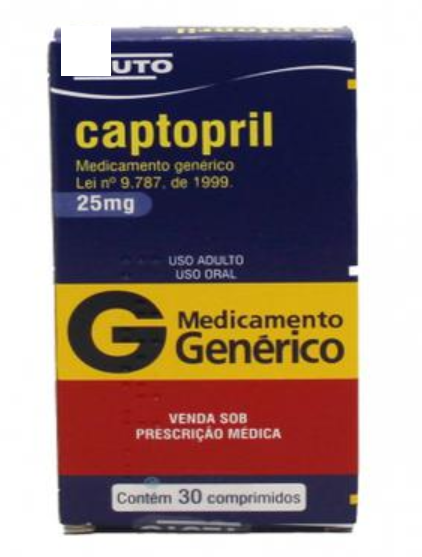 UTO
captopril
Medicamento genérico
Lei nº 9.787, de 1999.
25mg
USO ADULTO
USO ORAL
G Medicamento
Genérico
VENDA SOB
PRESCRIÇÃO MÉDICA
Contém 30 comprimidos